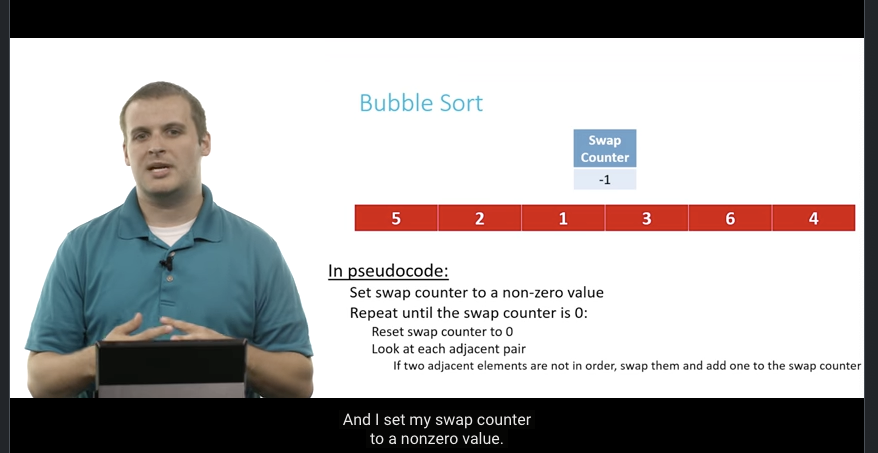 Bubble Sort
Swap
Counter
-1
5 2 1 3 6 4
In pseudocode:
Set swap counter to a non-zero value
Repeat until the swap counter is 0:
Reset swap counter to 0
Look at each adjacent pair
If two adjacent elements are not in order, swap them and add one to the swap counter
And I set my swap counter
to a nonzero value.